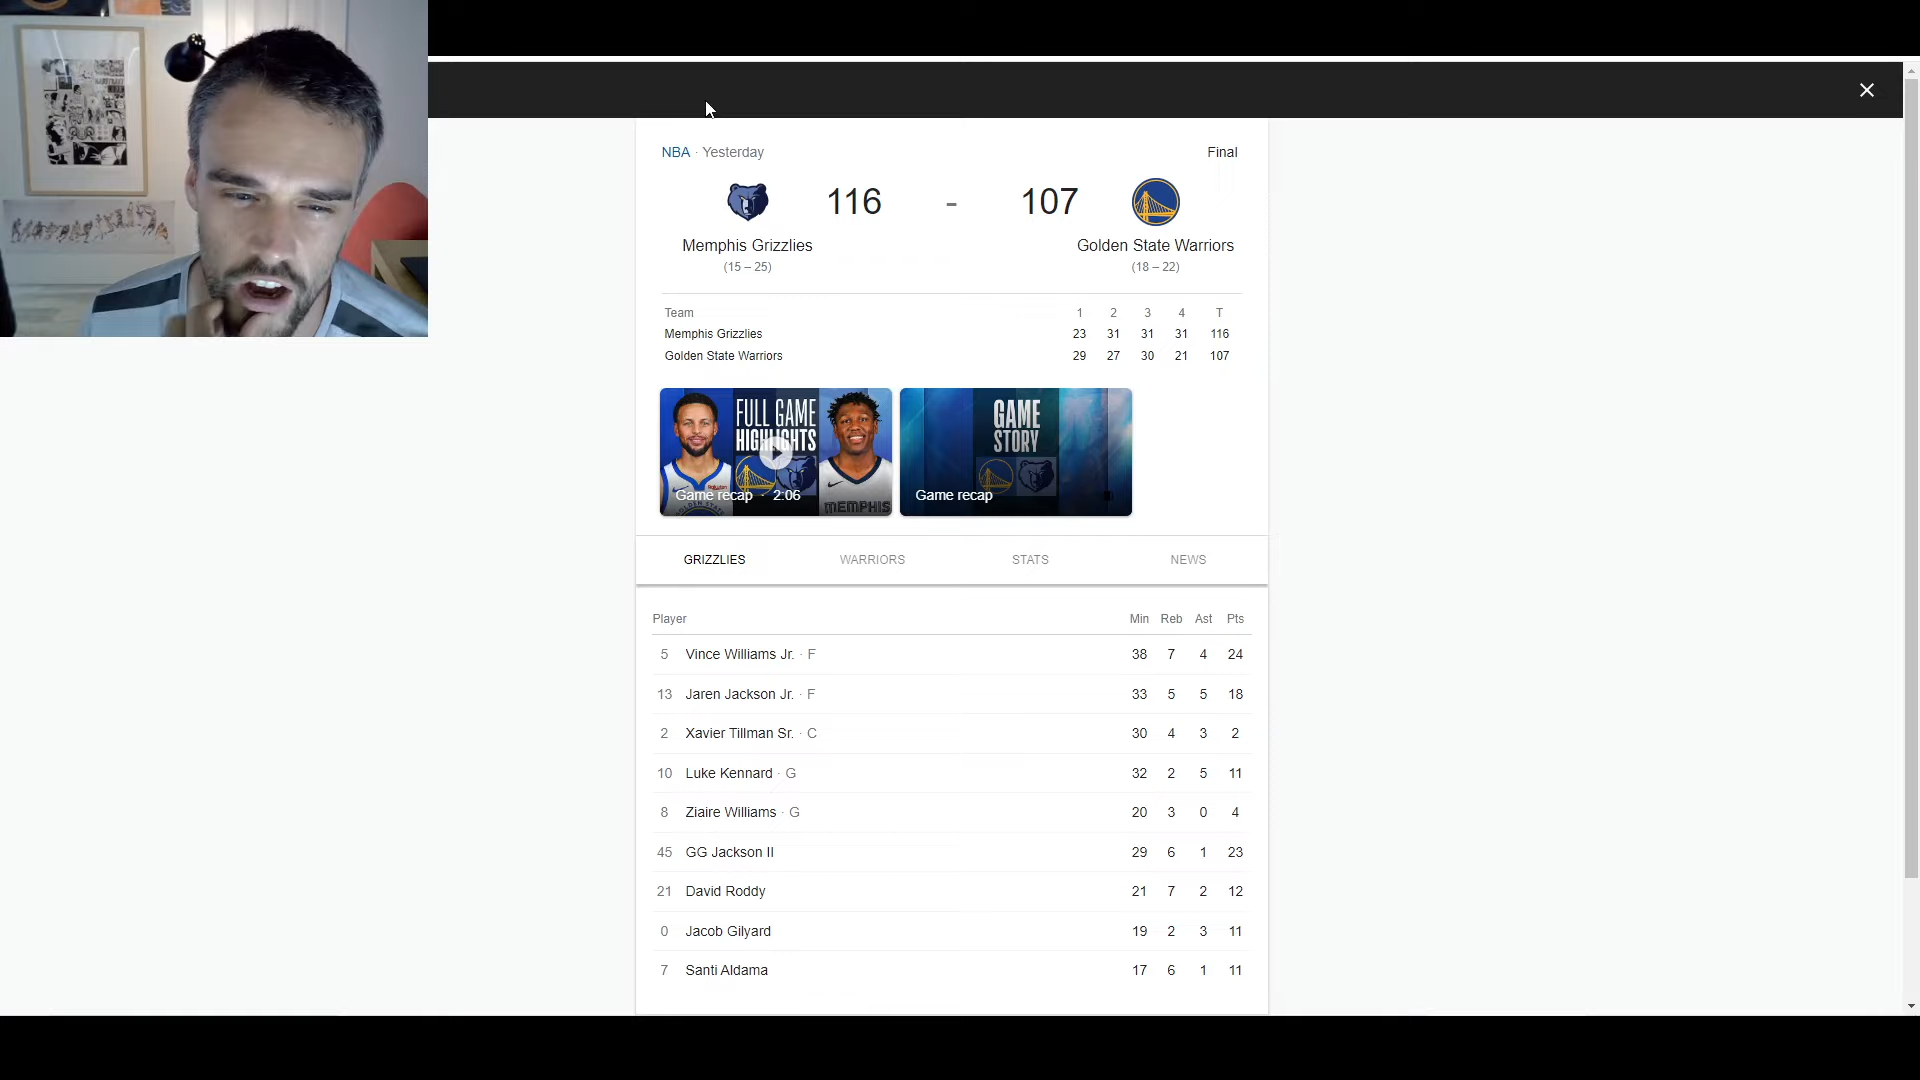 NBA · Yesterday Final
116 - 107
Memphis Grizzlies Golden State Warriors
(15 – 25) (18 – 22)
Team 1 2 3 4 T
Memphis Grizzlies 23 31 31 31 116
Golden State Warriors 29 27 30 21 107
FULL GAME
HIGHLIGHTS
Game recap · 2:06
MEMPHIS
GAME
STORY
Game recap
GRIZZLIES WARRIORS STATS NEWS
Player Min Reb Ast Pts
5 Vince Williams Jr. · F 38 7 4 24
13 Jaren Jackson Jr. · F 33 5 5 18
2 Xavier Tillman Sr. · C 30 4 3 2
10 Luke Kennard · G 32 2 5 11
8 Ziaire Williams · G 20 3 0 4
45 GG Jackson II 29 6 1 23
21 David Roddy 21 7 2 12
0 Jacob Gilyard 19 2 3 11
7 Santi Aldama 17 6 1 11